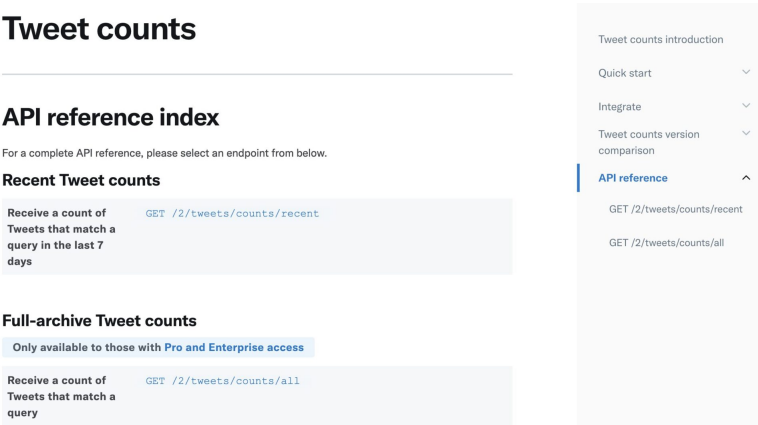 Tweet counts
API reference index
For a complete API reference, please select an endpoint from below.
Recent Tweet counts
Receive a count of
Tweets that match a
query in the last 7
days
GET /2/tweets/counts/recent
Full-archive Tweet counts
Only available to those with Pro and Enterprise access
Receive a count of
Tweets that match a
query
GET /2/tweets/counts/all
Tweet counts introduction
Quick start
Integrate
Tweet counts version
comparison
API reference
GET /2/tweets/counts/recent
GET /2/tweets/counts/all